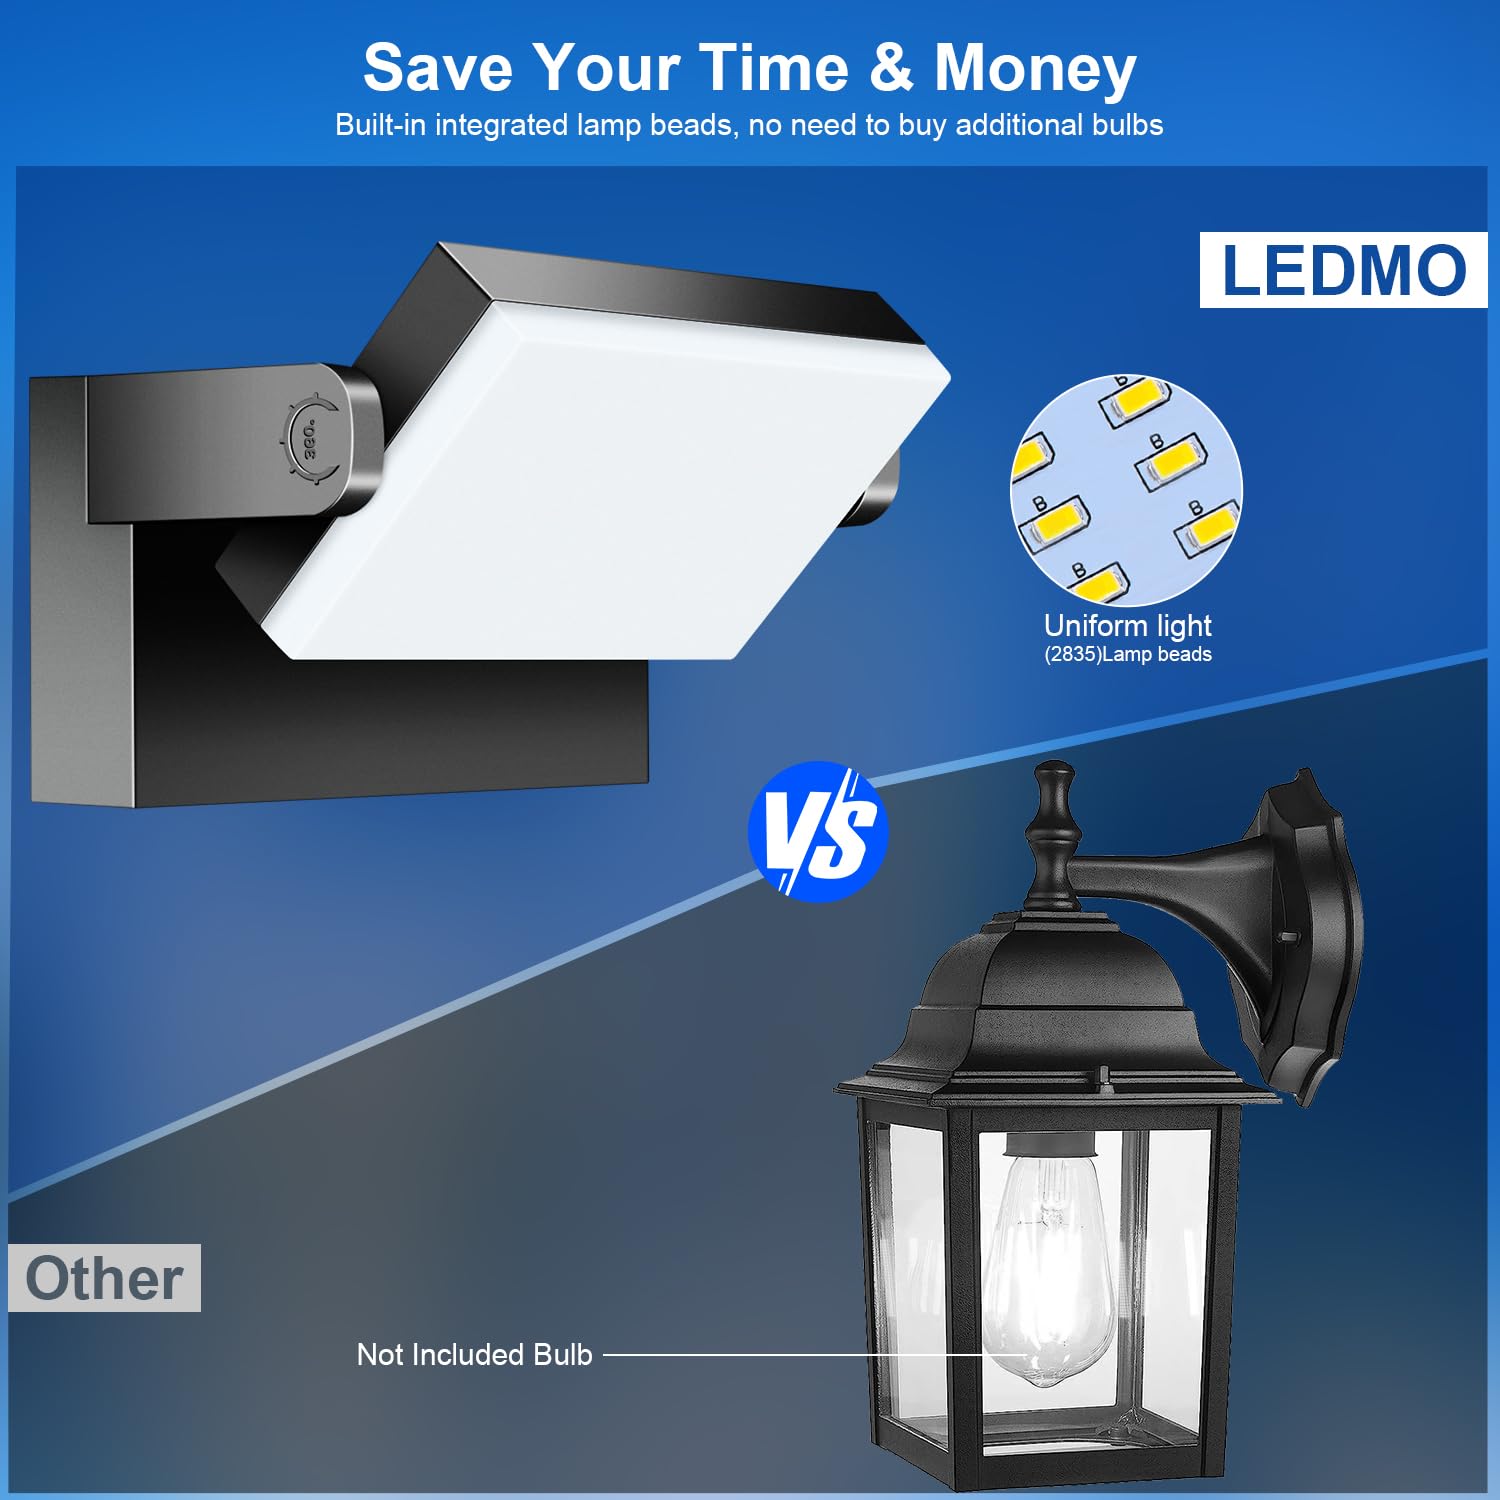 Save Your Time & Money
Built-in integrated lamp beads, no need to buy additional bulbs
LEDMO
360°
B
B
B
B
B
Uniform light
(2835)Lamp beads
VS
Other
Not Included Bulb